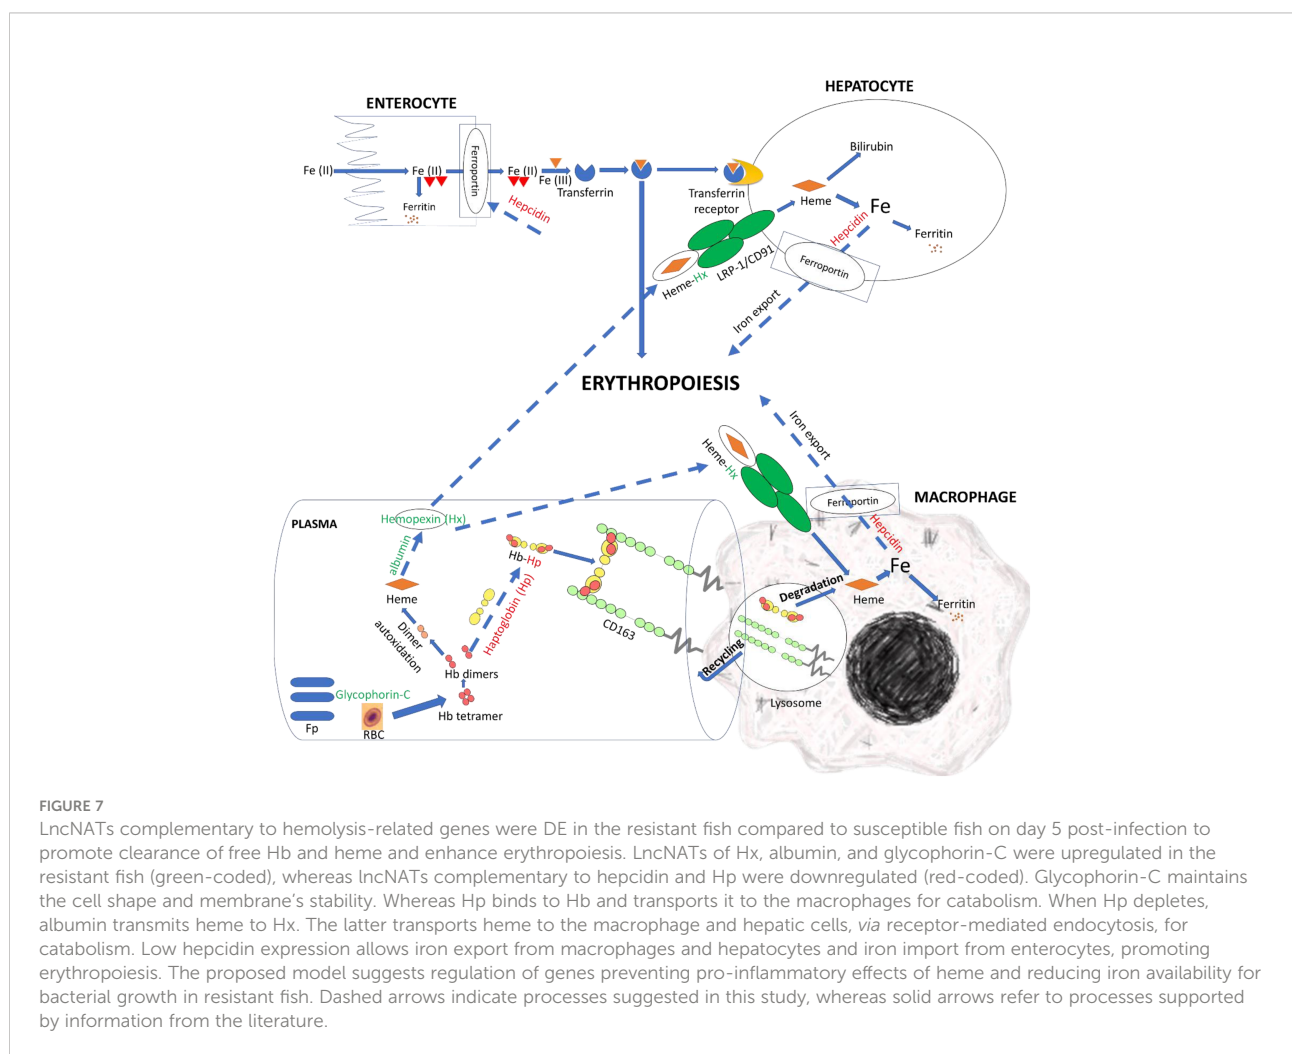 HEPATOCYTE
ENTEROCYTE
Ferroportin
Bilirubin
Fe (II)
Fe (II)
Fe (II)
Fe (III)
Transferrin
Transferrin
receptor
Heme
Fe
Ferritin
Hepcidin
Hepcidin
Ferritin
LRP-1/CD91
Heme-Hx
Ferroportin
Iron export
ERYTHROPOIESIS
Iron export
Heme-Hx
Ferroportin
MACROPHAGE
PLASMA
Hemopexin (Hx)
albumin
Hb-Hp
Haptoglobin (Hp)
Heme
Dimer
autoxidation
CD163
Hepcidin
Fe
Degradation
Heme
Ferritin
Hb dimers
Recycling
Glycophorin-C
Hb tetramer
Lysosome
Fp
RBC
FIGURE 7
LncNATs complementary to hemolysis-related genes were DE in the resistant fish compared to susceptible fish on day 5 post-infection to
promote clearance of free Hb and heme and enhance erythropoiesis. LncNATs of Hx, albumin, and glycophorin-C were upregulated in the
resistant fish (green-coded), whereas lncNATs complementary to hepcidin and Hp were downregulated (red-coded). Glycophorin-C maintains
the cell shape and membrane's stability. Whereas Hp binds to Hb and transports it to the macrophages for catabolism. When Hp depletes,
albumin transmits heme to Hx. The latter transports heme to the macrophage and hepatic cells, via receptor-mediated endocytosis, for
catabolism. Low hepcidin expression allows iron export from macrophages and hepatocytes and iron import from enterocytes, promoting
erythropoiesis. The proposed model suggests regulation of genes preventing pro-inflammatory effects of heme and reducing iron availability for
bacterial growth in resistant fish. Dashed arrows indicate processes suggested in this study, whereas solid arrows refer to processes supported
by information from the literature.